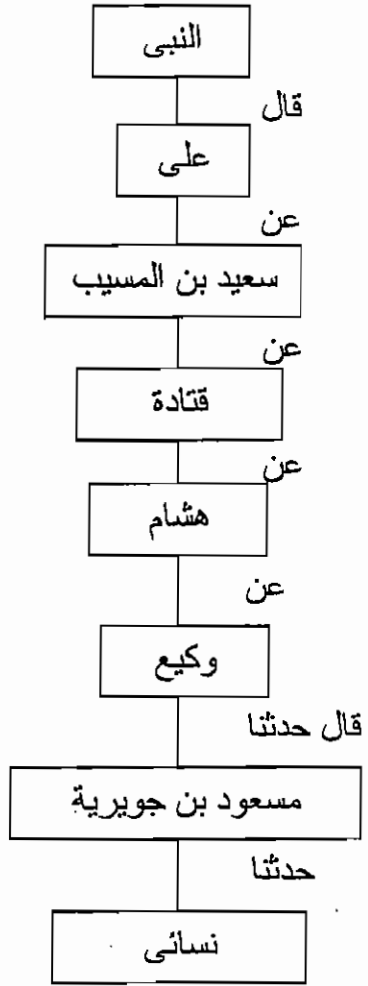 النبى
قال
على
عن
سعيد بن المسيب
عن
قتادة
عن
هشام
عن
وكيع
قال حدثنا
مسعود بن جويرية
حدثنا
نسائى